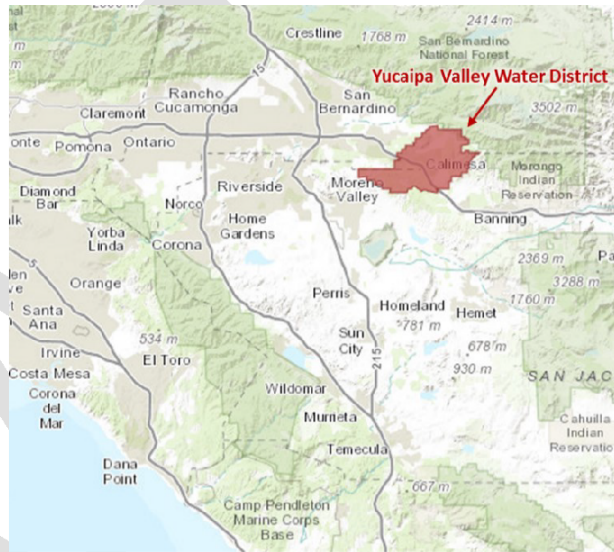 Crestline
1768 m
2414 m
San Bernardino
National Forest
Yucaipa Valley Water District
15
Rancho
Cucamonga
San
Bernardino
3502 m
Claremont
Pomona
Ontario
Calimesa
Morongo
Indian
Reservation
Diamond
Bar
Riverside
Moreno
Valley
Norco
Home
Gardens
Banning
Yorba
Linda
Corona
2369 m
3288 m
1760 m
Orange
Perris
Homeland
781 m
Hemet
5
Santa
Ana
534 m
Sun
City
678 m
Irvine
El Toro
215
930 m
SAN JAC
Costa Mesa
Corona
del
Mar
Wildomar
Murrieta
Cahuilla
Indian
Reservatio
Temecula
Dana
Point
667 m
Camp Pendleton
Marine Corps
Base